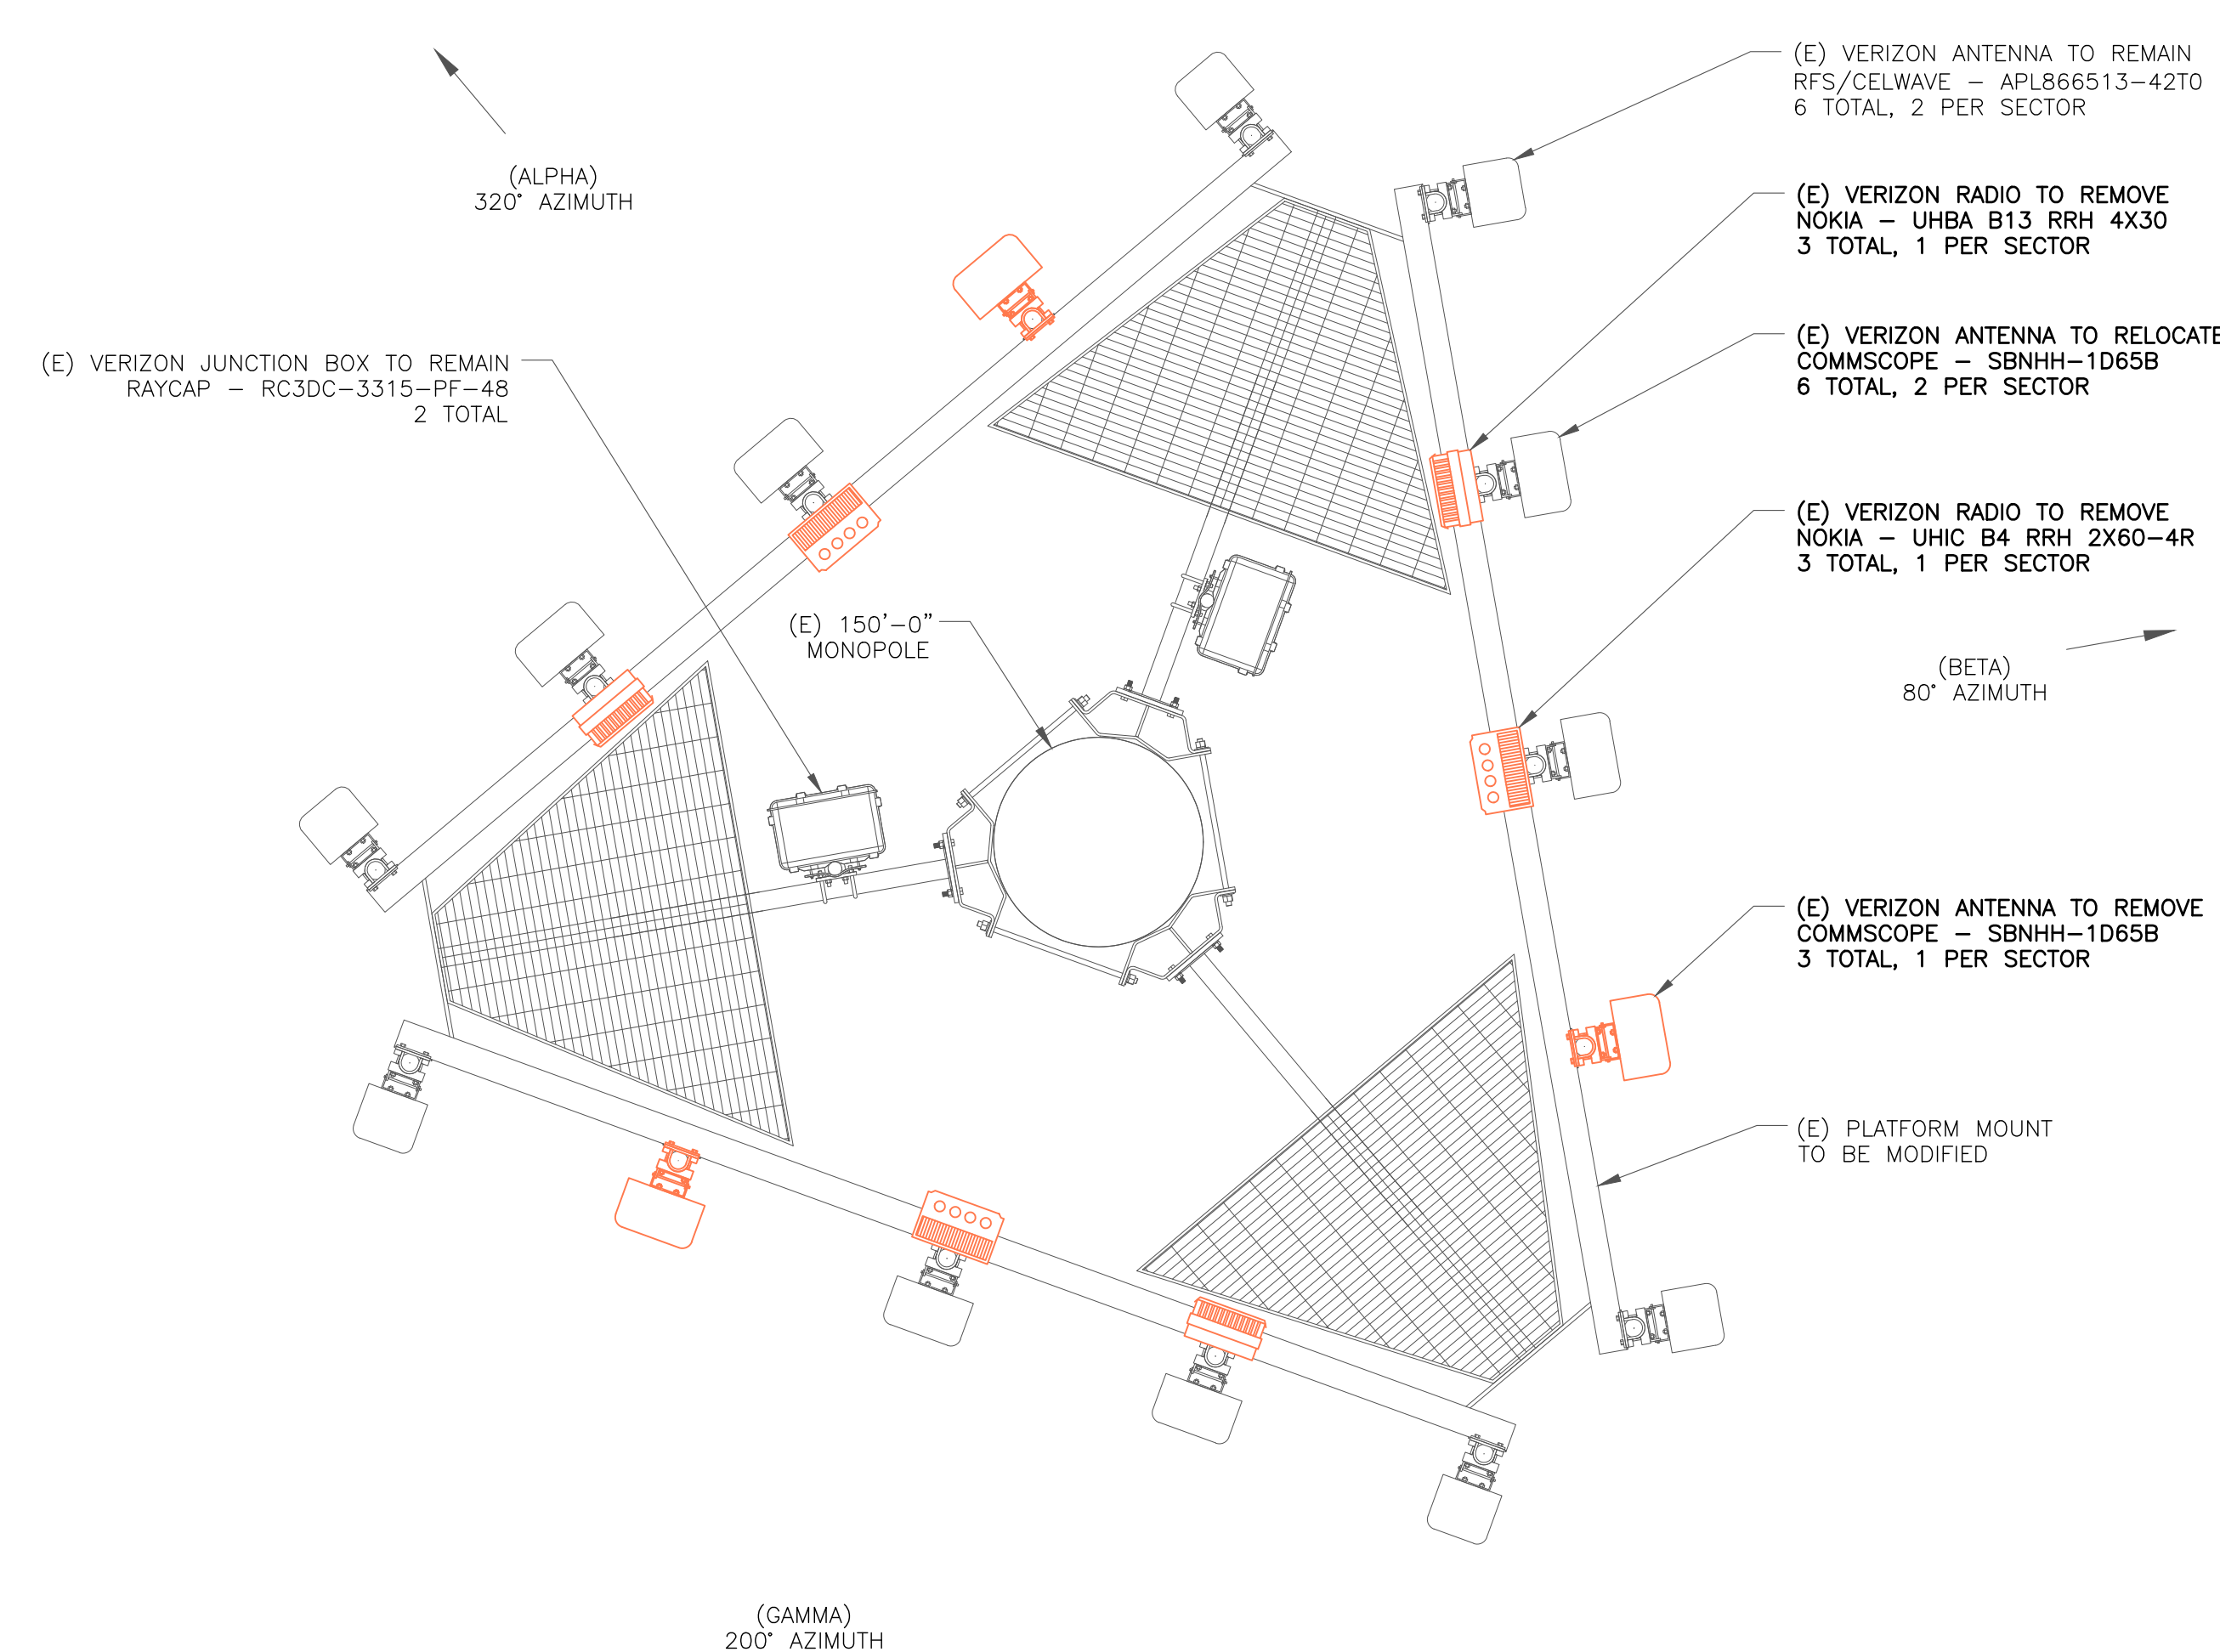 (E) VERIZON ANTENNA TO REMAIN
RFS/CELWAVE - APL866513-42T0
6 TOTAL, 2 PER SECTOR
(ALPHA)
320° AZIMUTH
(E) VERIZON RADIO TO REMOVE
NOKIA - UHBA B13 RRH 4X30
3 TOTAL, 1 PER SECTOR
(E) VERIZON ANTENNA TO RELOCATE
COMMSCOPE - SBNHH-1D65B
6 TOTAL, 2 PER SECTOR
(E) VERIZON JUNCTION BOX TO REMAIN
RAYCAP - RC3DC-3315-PF-48
2 TOTAL
(E) VERIZON RADIO TO REMOVE
NOKIA - UHIC B4 RRH 2X60-4R
3 TOTAL, 1 PER SECTOR
(E) 150'-0"
MONOPOLE
(BETA)
80° AZIMUTH
(E) VERIZON ANTENNA TO REMOVE
COMMSCOPE - SBNHH-1D65B
3 TOTAL, 1 PER SECTOR
(E) PLATFORM MOUNT
TO BE MODIFIED
(GAMMA)
200° AZIMUTH